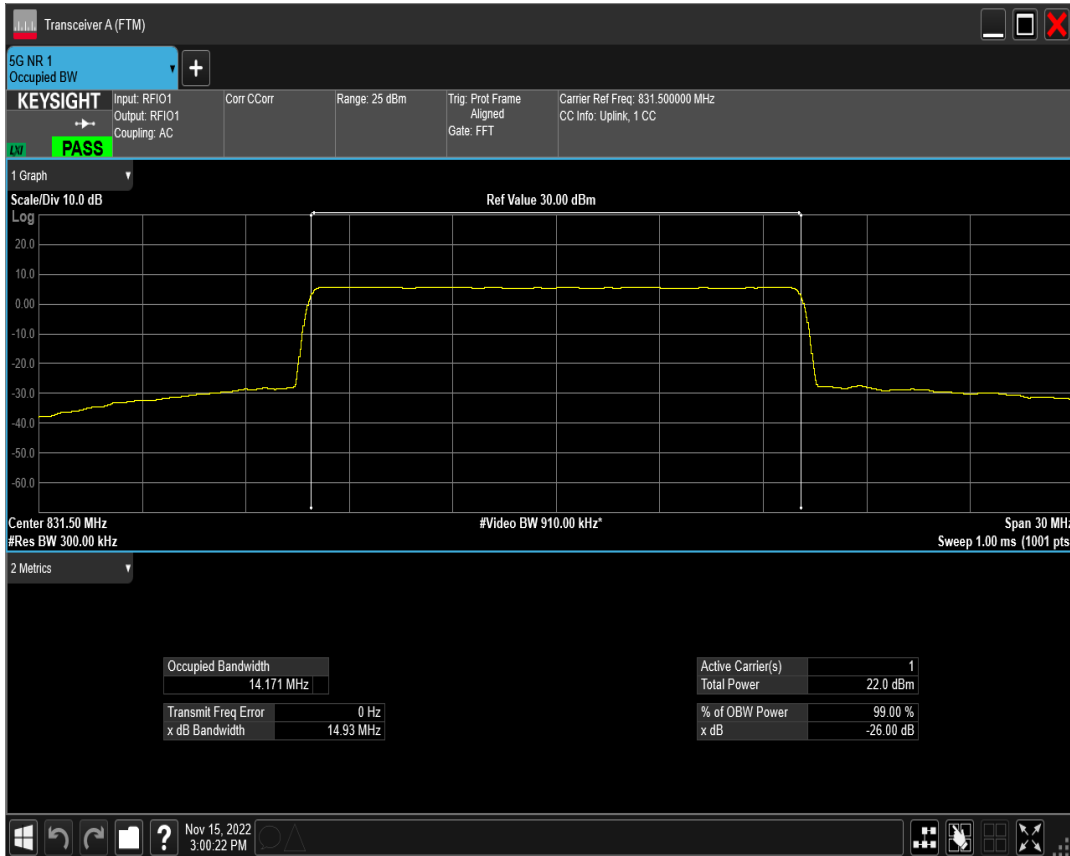 Transceiver A (FTM)
5G NR 1
Occupied BW
+
KEYSIGHT
LXI
PASS
Input: RFIO1
Output: RFIO1
Coupling: AC
Corr CCorr
Range: 25 dBm
Trig: Prot Frame
Aligned
Gate: FFT
Carrier Ref Freq: 831.500000 MHz
CC Info: Uplink, 1 CC
1 Graph
Scale/Div 10.0 dB
Ref Value 30.00 dBm
Log
20.0
10.0
0.00
-10.0
-20.0
-30.0
-40.0
-50.0
-60.0
Center 831.50 MHz
#Video BW 910.00 kHz*
Span 30 MHz
#Res BW 300.00 kHz
Sweep 1.00 ms (1001 pts
2 Metrics
Occupied Bandwidth
14.171 MHz
Transmit Freq Error 0 Hz
x dB Bandwidth 14.93 MHz
Active Carrier(s) 1
Total Power 22.0 dBm
% of OBW Power 99.00 %
x dB -26.00 dB
?
Nov 15, 2022
3:00:22 PM